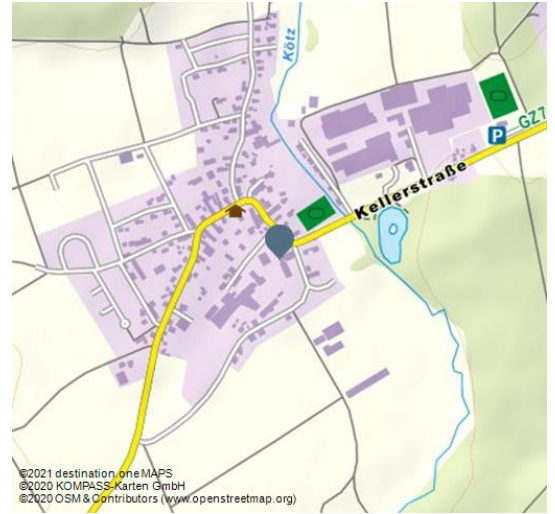 Kötz
P
GZ7
Kellerstraße
©2021 destination.one MAPS
©2020 KOMPASS-Karten GmbH
©2020 OSM & Contributors (www.openstreetmap.org)